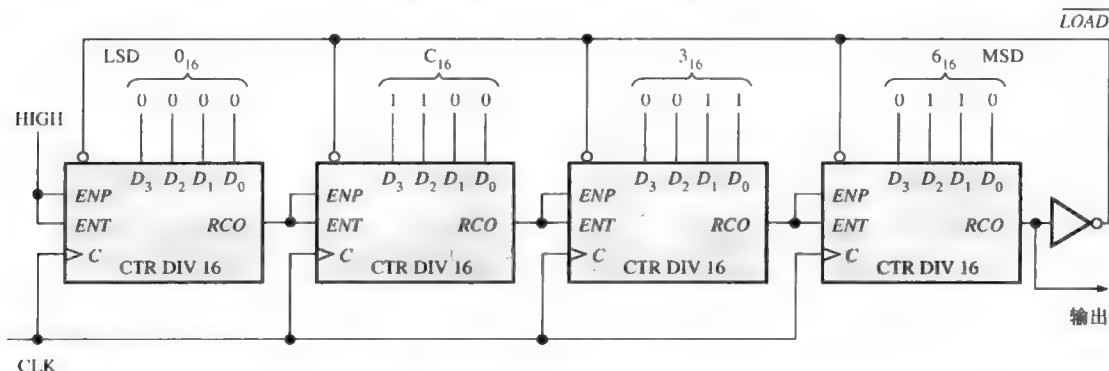 LOAD
LSD 0₁₆ C₁₆ 3₁₆ 6₁₆ MSD
0 0 0 0 1 1 0 0 0 0 1 1 0 1 1 0
HIGH
D₃ D₂ D₁ D₀ D₃ D₂ D₁ D₀ D₃ D₂ D₁ D₀ D₃ D₂ D₁ D₀
ENP ENP ENP ENP
ENT RCO ENT RCO ENT RCO ENT RCO
C C C C
CTR DIV 16 CTR DIV 16 CTR DIV 16 CTR DIV 16
输出
CLK